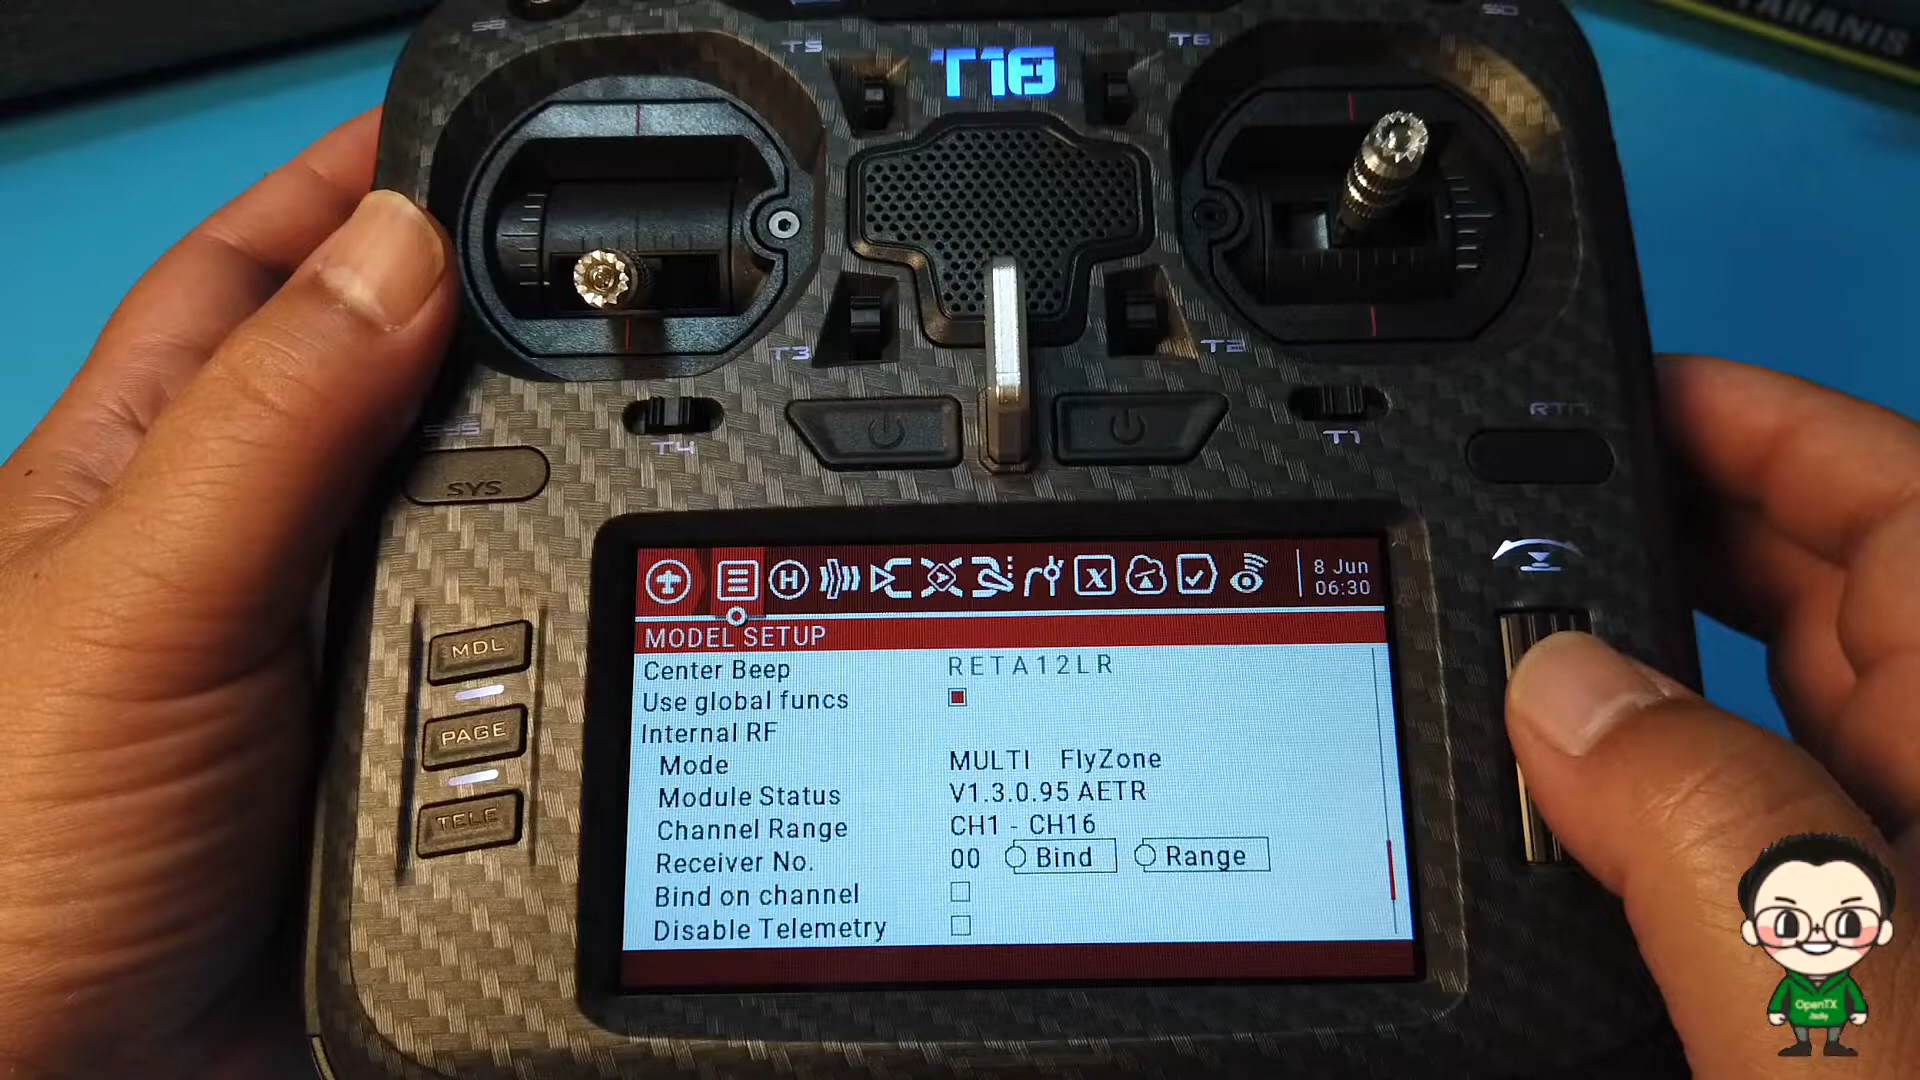 TARANIS
T16
T5
T6
T3
T2
T4
T1
SYS
MDL
PAGE
TELE
8 Jun
06:30
MODEL SETUP
Center Beep RETA12LR
Use global funcs
Internal RF
Mode MULTI FlyZone
Module Status V1.3.0.95 AETR
Channel Range CH1 - CH16
Receiver No. 00 Bind Range
Bind on channel
Disable Telemetry
OpenTX